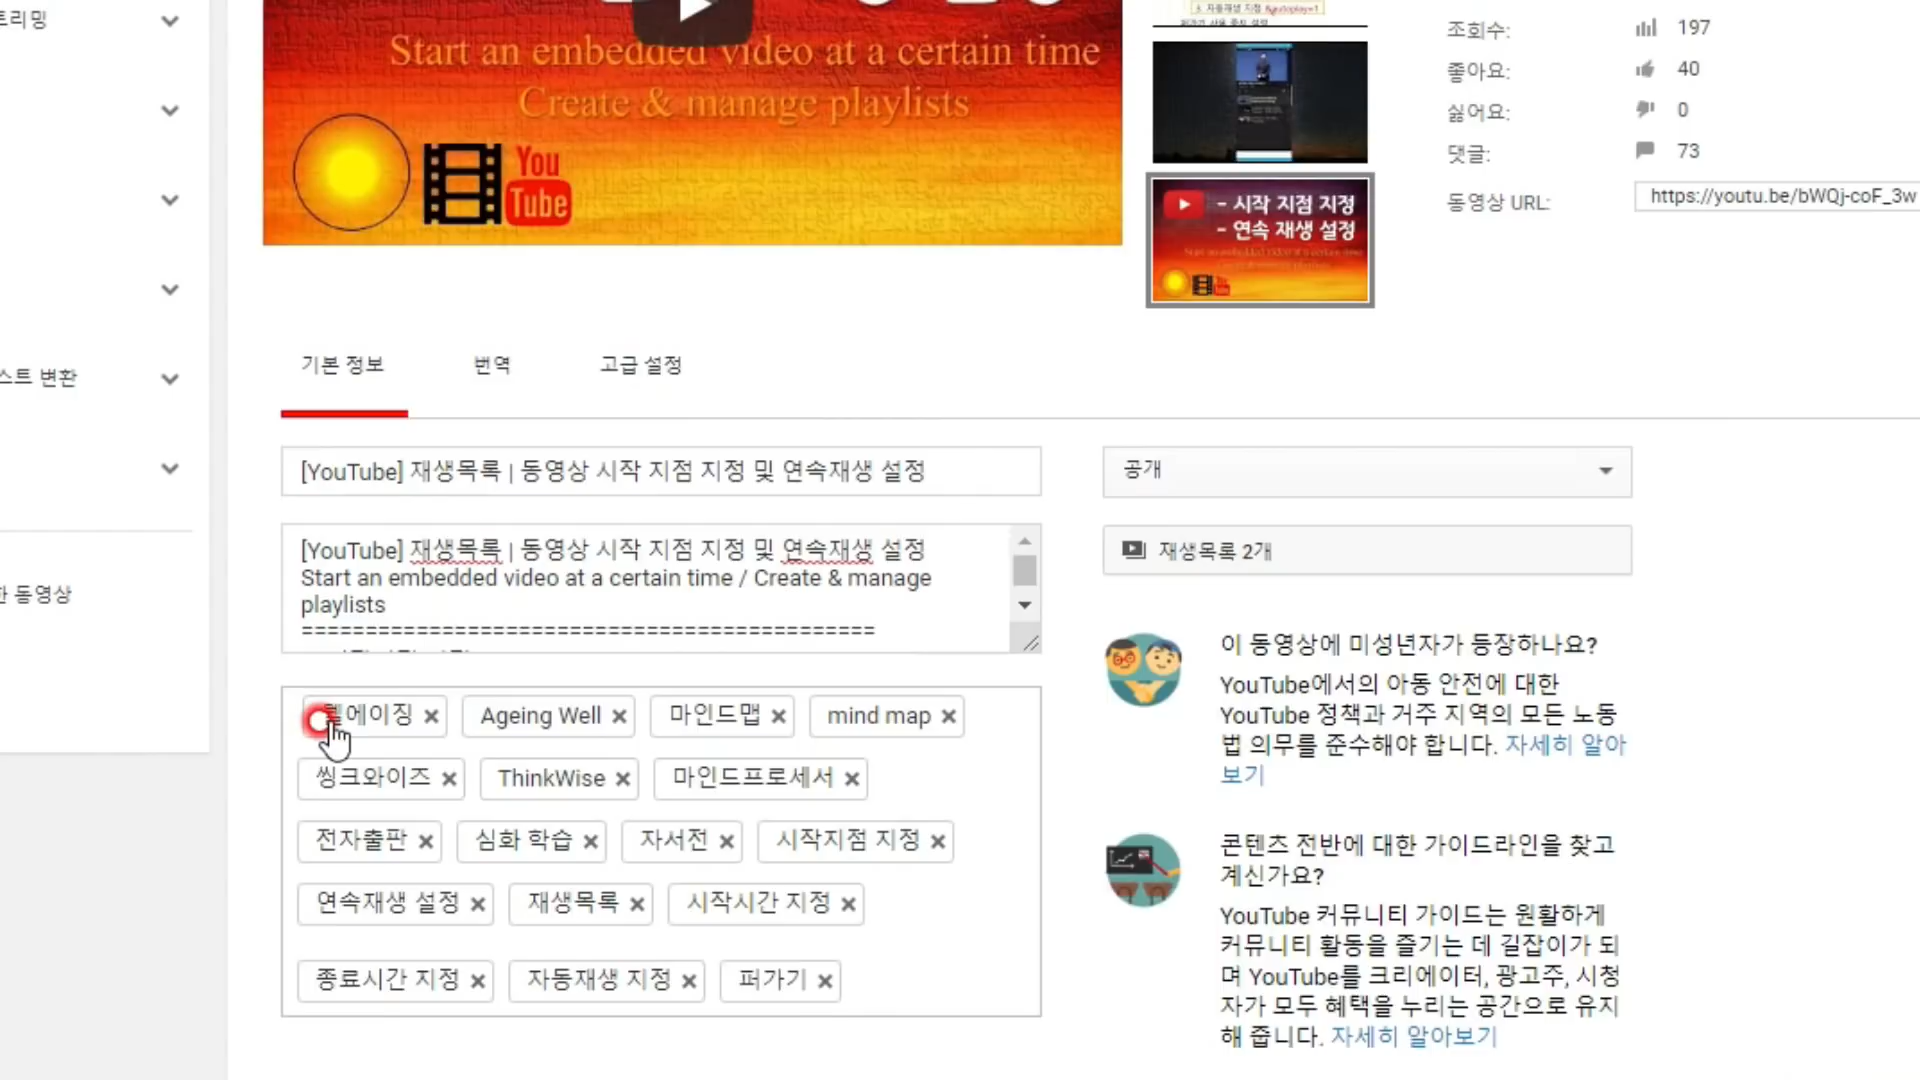 트리밍
스트 변환
한 동영상
Start an embedded video at a certain time
Create & manage playlists
You
Tube
3. 자동재생 지정 &autoplay=1
- 시작 지점 지정
- 연속 재생 설정
Start an embedded video at a certain time
조회수: 197
좋아요: 40
싫어요: 0
댓글: 73
동영상 URL: https://youtu.be/bWQj-coF_3w
기본 정보 번역 고급 설정
[YouTube] 재생목록 | 동영상 시작 지점 지정 및 연속재생 설정
[YouTube] 재생목록 | 동영상 시작 지점 지정 및 연속재생 설정
Start an embedded video at a certain time / Create & manage
playlists
=============================================
웰에이징 Ageing Well 마인드맵 mind map
씽크와이즈 ThinkWise 마인드프로세서
전자출판 심화 학습 자서전 시작지점 지정
연속재생 설정 재생목록 시작시간 지정
종료시간 지정 자동재생 지정 퍼가기
공개
재생목록 2개
이 동영상에 미성년자가 등장하나요?
YouTube에서의 아동 안전에 대한
YouTube 정책과 거주 지역의 모든 노동
법 의무를 준수해야 합니다. 자세히 알아
보기
콘텐츠 전반에 대한 가이드라인을 찾고
계신가요?
YouTube 커뮤니티 가이드는 원활하게
커뮤니티 활동을 즐기는 데 길잡이가 되
며 YouTube를 크리에이터, 광고주, 시청
자가 모두 혜택을 누리는 공간으로 유지
해 줍니다. 자세히 알아보기